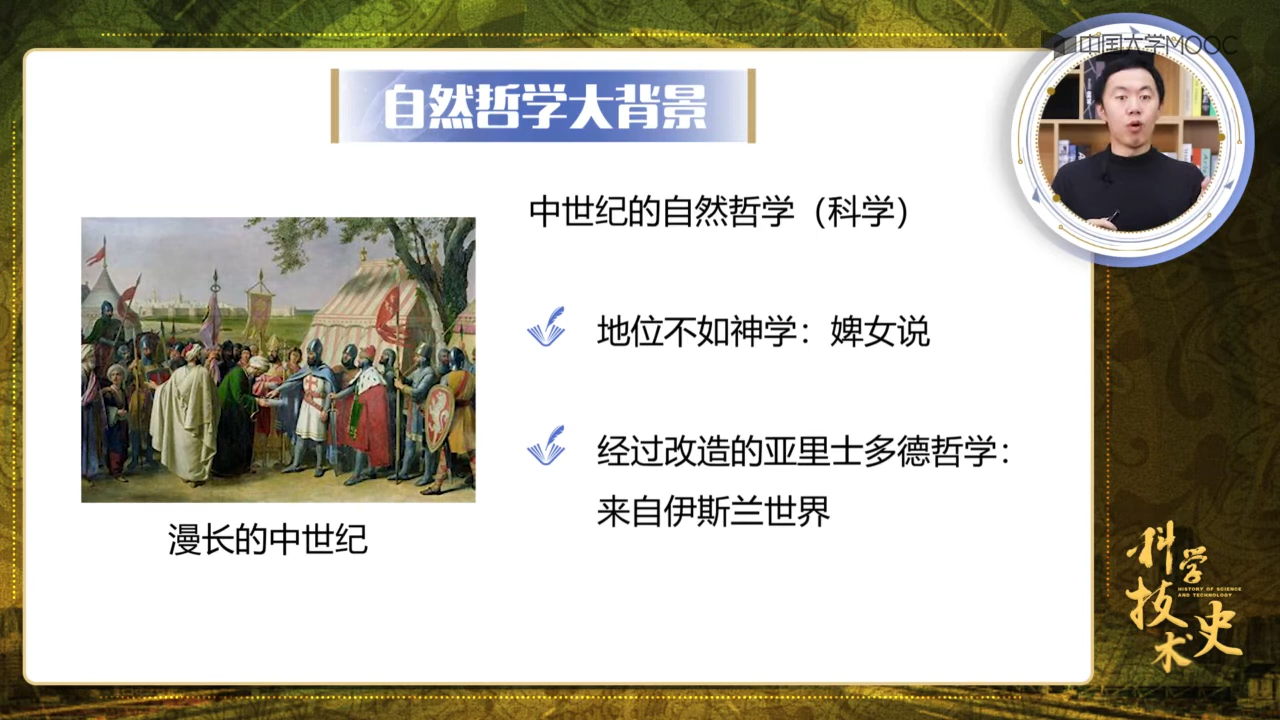 中国大学MOOC
自然哲学大背景
中世纪的自然哲学（科学）
地位不如神学：婢女说
经过改造的亚里士多德哲学：
来自伊斯兰世界
漫长的中世纪
科学
技术史
HISTORY OF SCIENCE
AND TECHNOLOGY